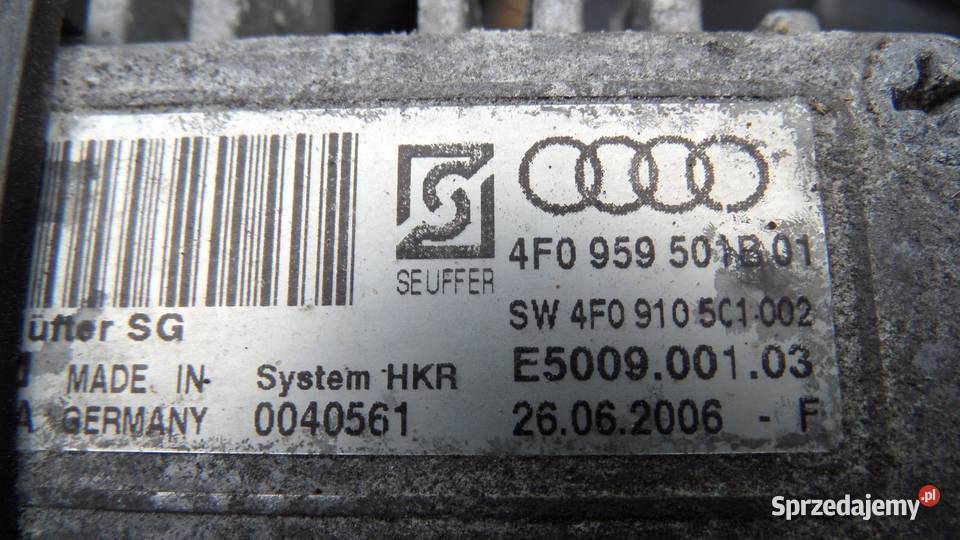 SEUFFER
4F0 959 501B 01
SW 4F0 910 501 002
üfter SG
E5009.001.03
MADE IN
System HKR
A GERMANY
0040561
26.06.2006 - F
Sprzedajemy.pl